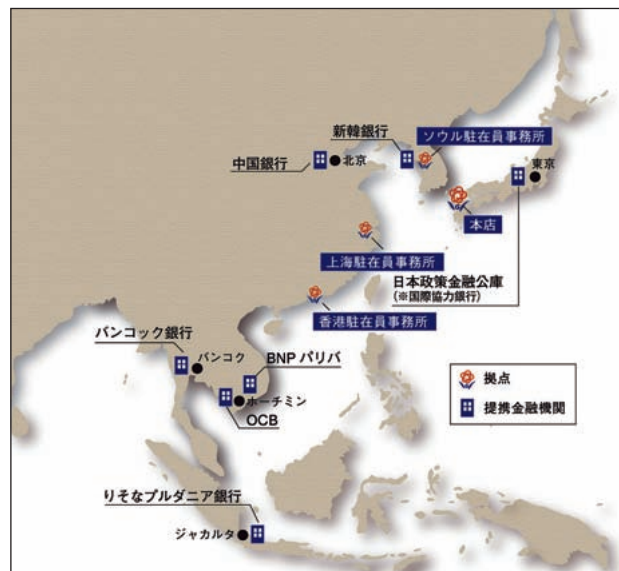 新韓銀行
ソウル駐在員事務所
中国銀行
北京
東京
本店
上海駐在員事務所
日本政策金融公庫
(※国際協力銀行)
香港駐在員事務所
バンコック銀行
バンコク
BNP パリバ
ホーチミン
OCB
拠点
提携金融機関
りそなプルダニア銀行
ジャカルタ